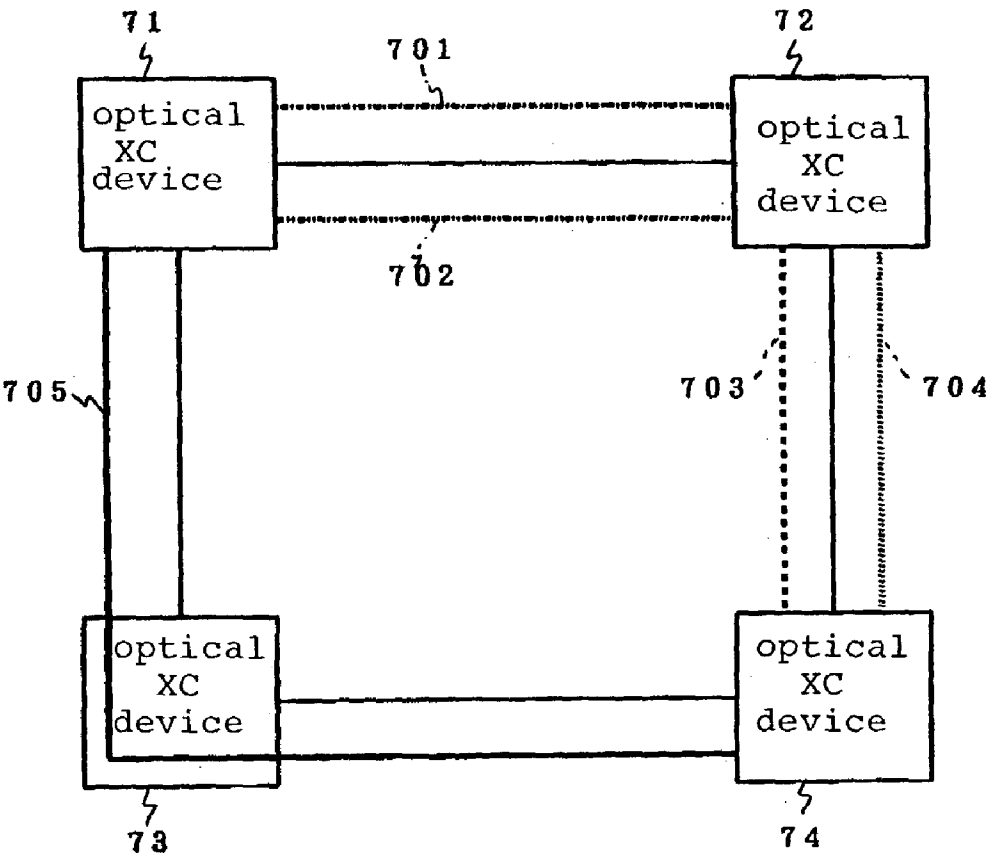 71
72
701
optical
XC
device
optical
XC
device
702
703
704
705
optical
XC
device
optical
XC
device
73
74